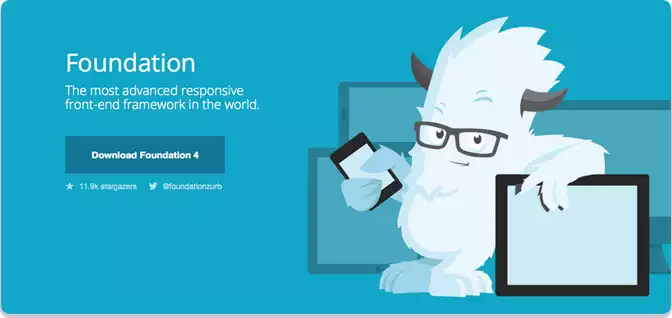 Foundation
The most advanced responsive
front-end framework in the world.
Download Foundation 4
11.9k stargazers @foundationzurb